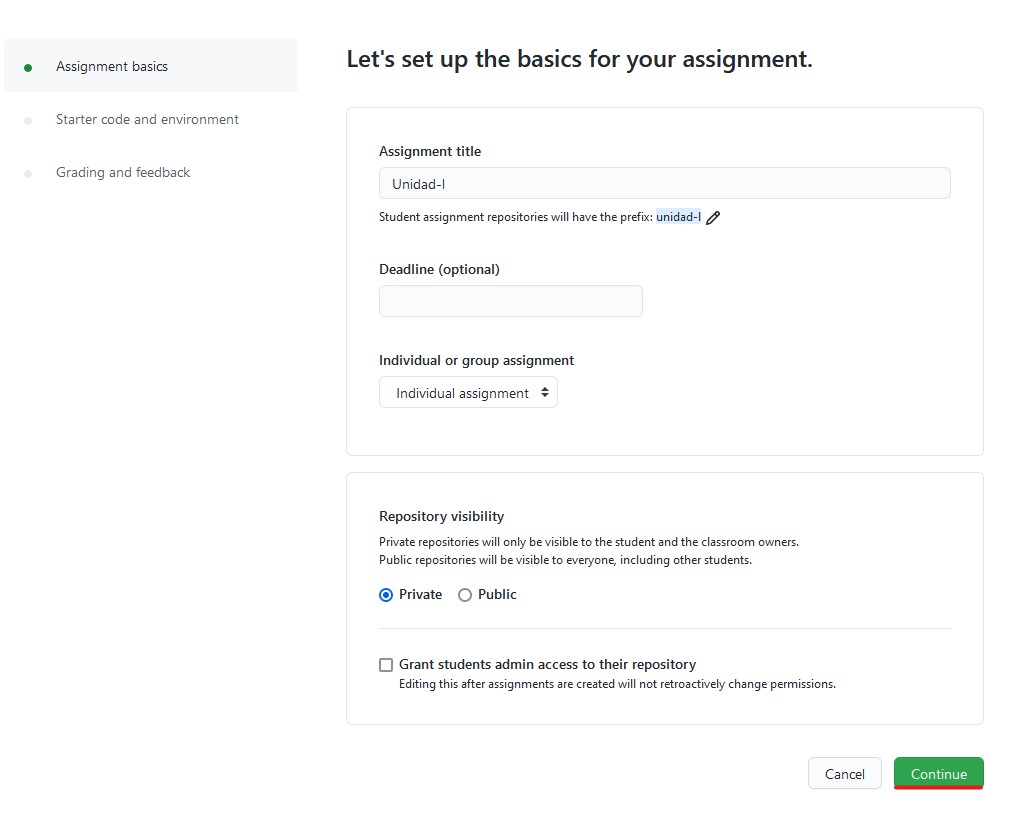 Assignment basics
Starter code and environment
Grading and feedback
Let's set up the basics for your assignment.
Assignment title
Unidad-I
Student assignment repositories will have the prefix: unidad-I
Deadline (optional)
Individual or group assignment
Individual assignment
Repository visibility
Private repositories will only be visible to the student and the classroom owners.
Public repositories will be visible to everyone, including other students.
Private Public
Grant students admin access to their repository
Editing this after assignments are created will not retroactively change permissions.
Cancel Continue